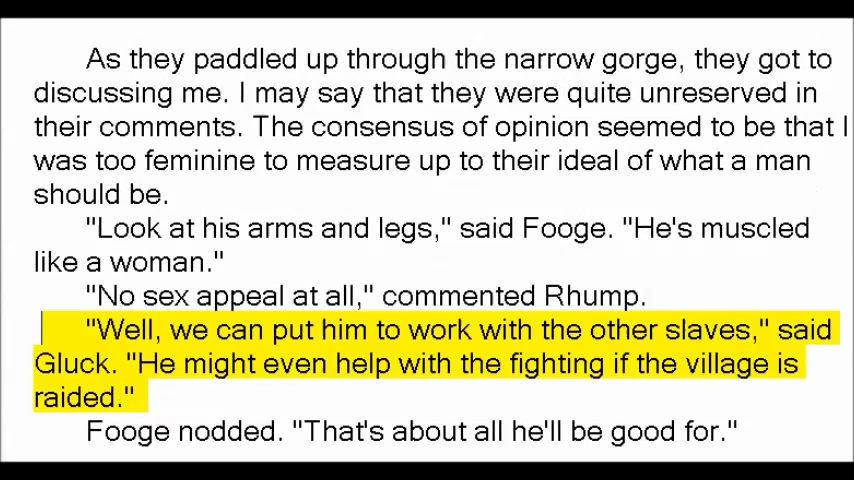 As they paddled up through the narrow gorge, they got to
discussing me. I may say that they were quite unreserved in
their comments. The consensus of opinion seemed to be that I
was too feminine to measure up to their ideal of what a man
should be.
"Look at his arms and legs," said Fooge. "He's muscled
like a woman."
"No sex appeal at all," commented Rhump.
"Well, we can put him to work with the other slaves," said
Gluck. "He might even help with the fighting if the village is
raided."
Fooge nodded. "That's about all he'll be good for."